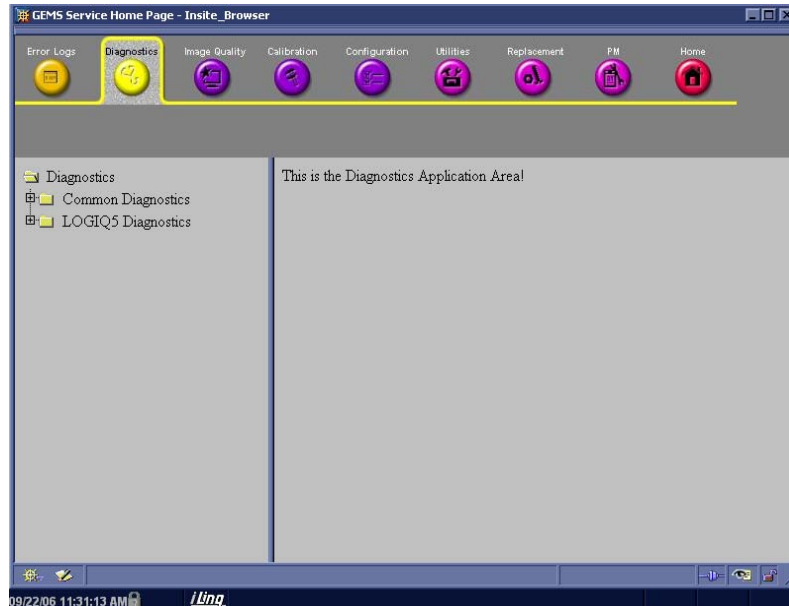 GEMS Service Home Page - Insite_Browser
Error Logs Diagnostics Image Quality Calibration Configuration Utilities Replacement PM Home
Diagnostics
Common Diagnostics
LOGIQ5 Diagnostics
This is the Diagnostics Application Area!
09/22/06 11:31:13 AM iLinq